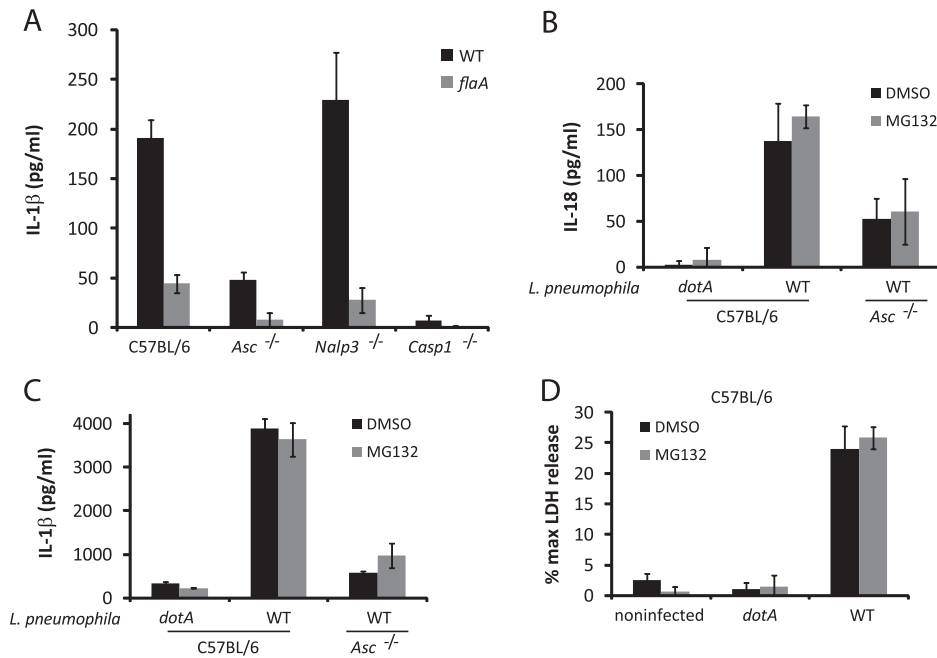 A
300
250
200
150
100
50
0
IL-1β (pg/ml)
WT
flaA
C57BL/6
Asc -/-
Nalp3 -/-
Casp1 -/-
B
200
150
100
50
0
IL-18 (pg/ml)
DMSO
MG132
L. pneumophila
dotA
WT
WT
C57BL/6
Asc -/-
C
4000
3000
2000
1000
0
IL-1β (pg/ml)
DMSO
MG132
L. pneumophila
dotA
WT
WT
C57BL/6
Asc -/-
D
C57BL/6
30
25
20
15
10
5
0
% max LDH release
DMSO
MG132
noninfected
dotA
WT